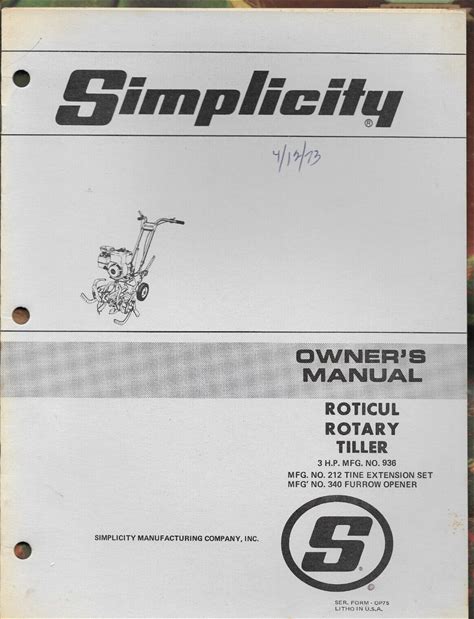 Simplicity®
4/12/73
OWNER'S
MANUAL
ROTICUL
ROTARY
TILLER
3 H.P. MFG. NO. 936
MFG. NO. 212 TINE EXTENSION SET
MFG' NO. 340 FURROW OPENER
SIMPLICITY MANUFACTURING COMPANY, INC.
S®
SER. FORM - OP75
LITHO IN U.S.A.